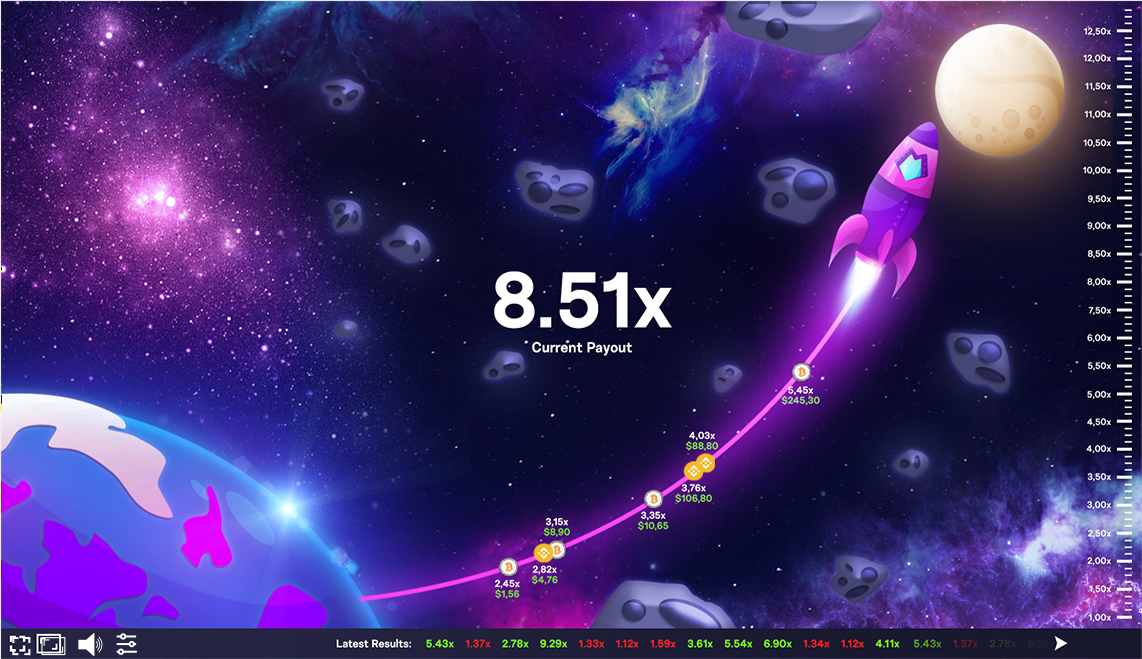 12,50x
12,00x
11,50x
11,00x
10,50x
10,00x
9,50x
9,00x
8,50x
8,00x
7,50x
6,00x
5,50x
5,00x
4,50x
4,00x
3,50x
3,00x
2,50x
2,00x
1,50x
1,00x
8.51x
Current Payout
5,45x
$245,30
4,03x
$88,80
3,76x
$106,80
3,35x
$10,65
3,15x
$8,90
2,82x
$4,76
2,45x
$1,56
Latest Results: 5.43x 1.37x 2.78x 9.29x 1.33x 1.12x 1.59x 3.61x 5.54x 6.90x 1.34x 1.12x 4.11x 5.43x 1.37x 2.78x